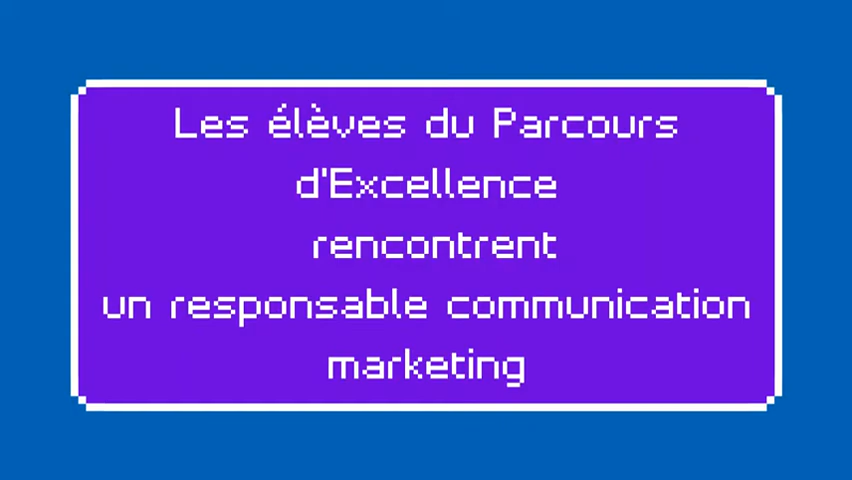 Les élèves du Parcours
d'Excellence
rencontrent
un responsable communication
marketing